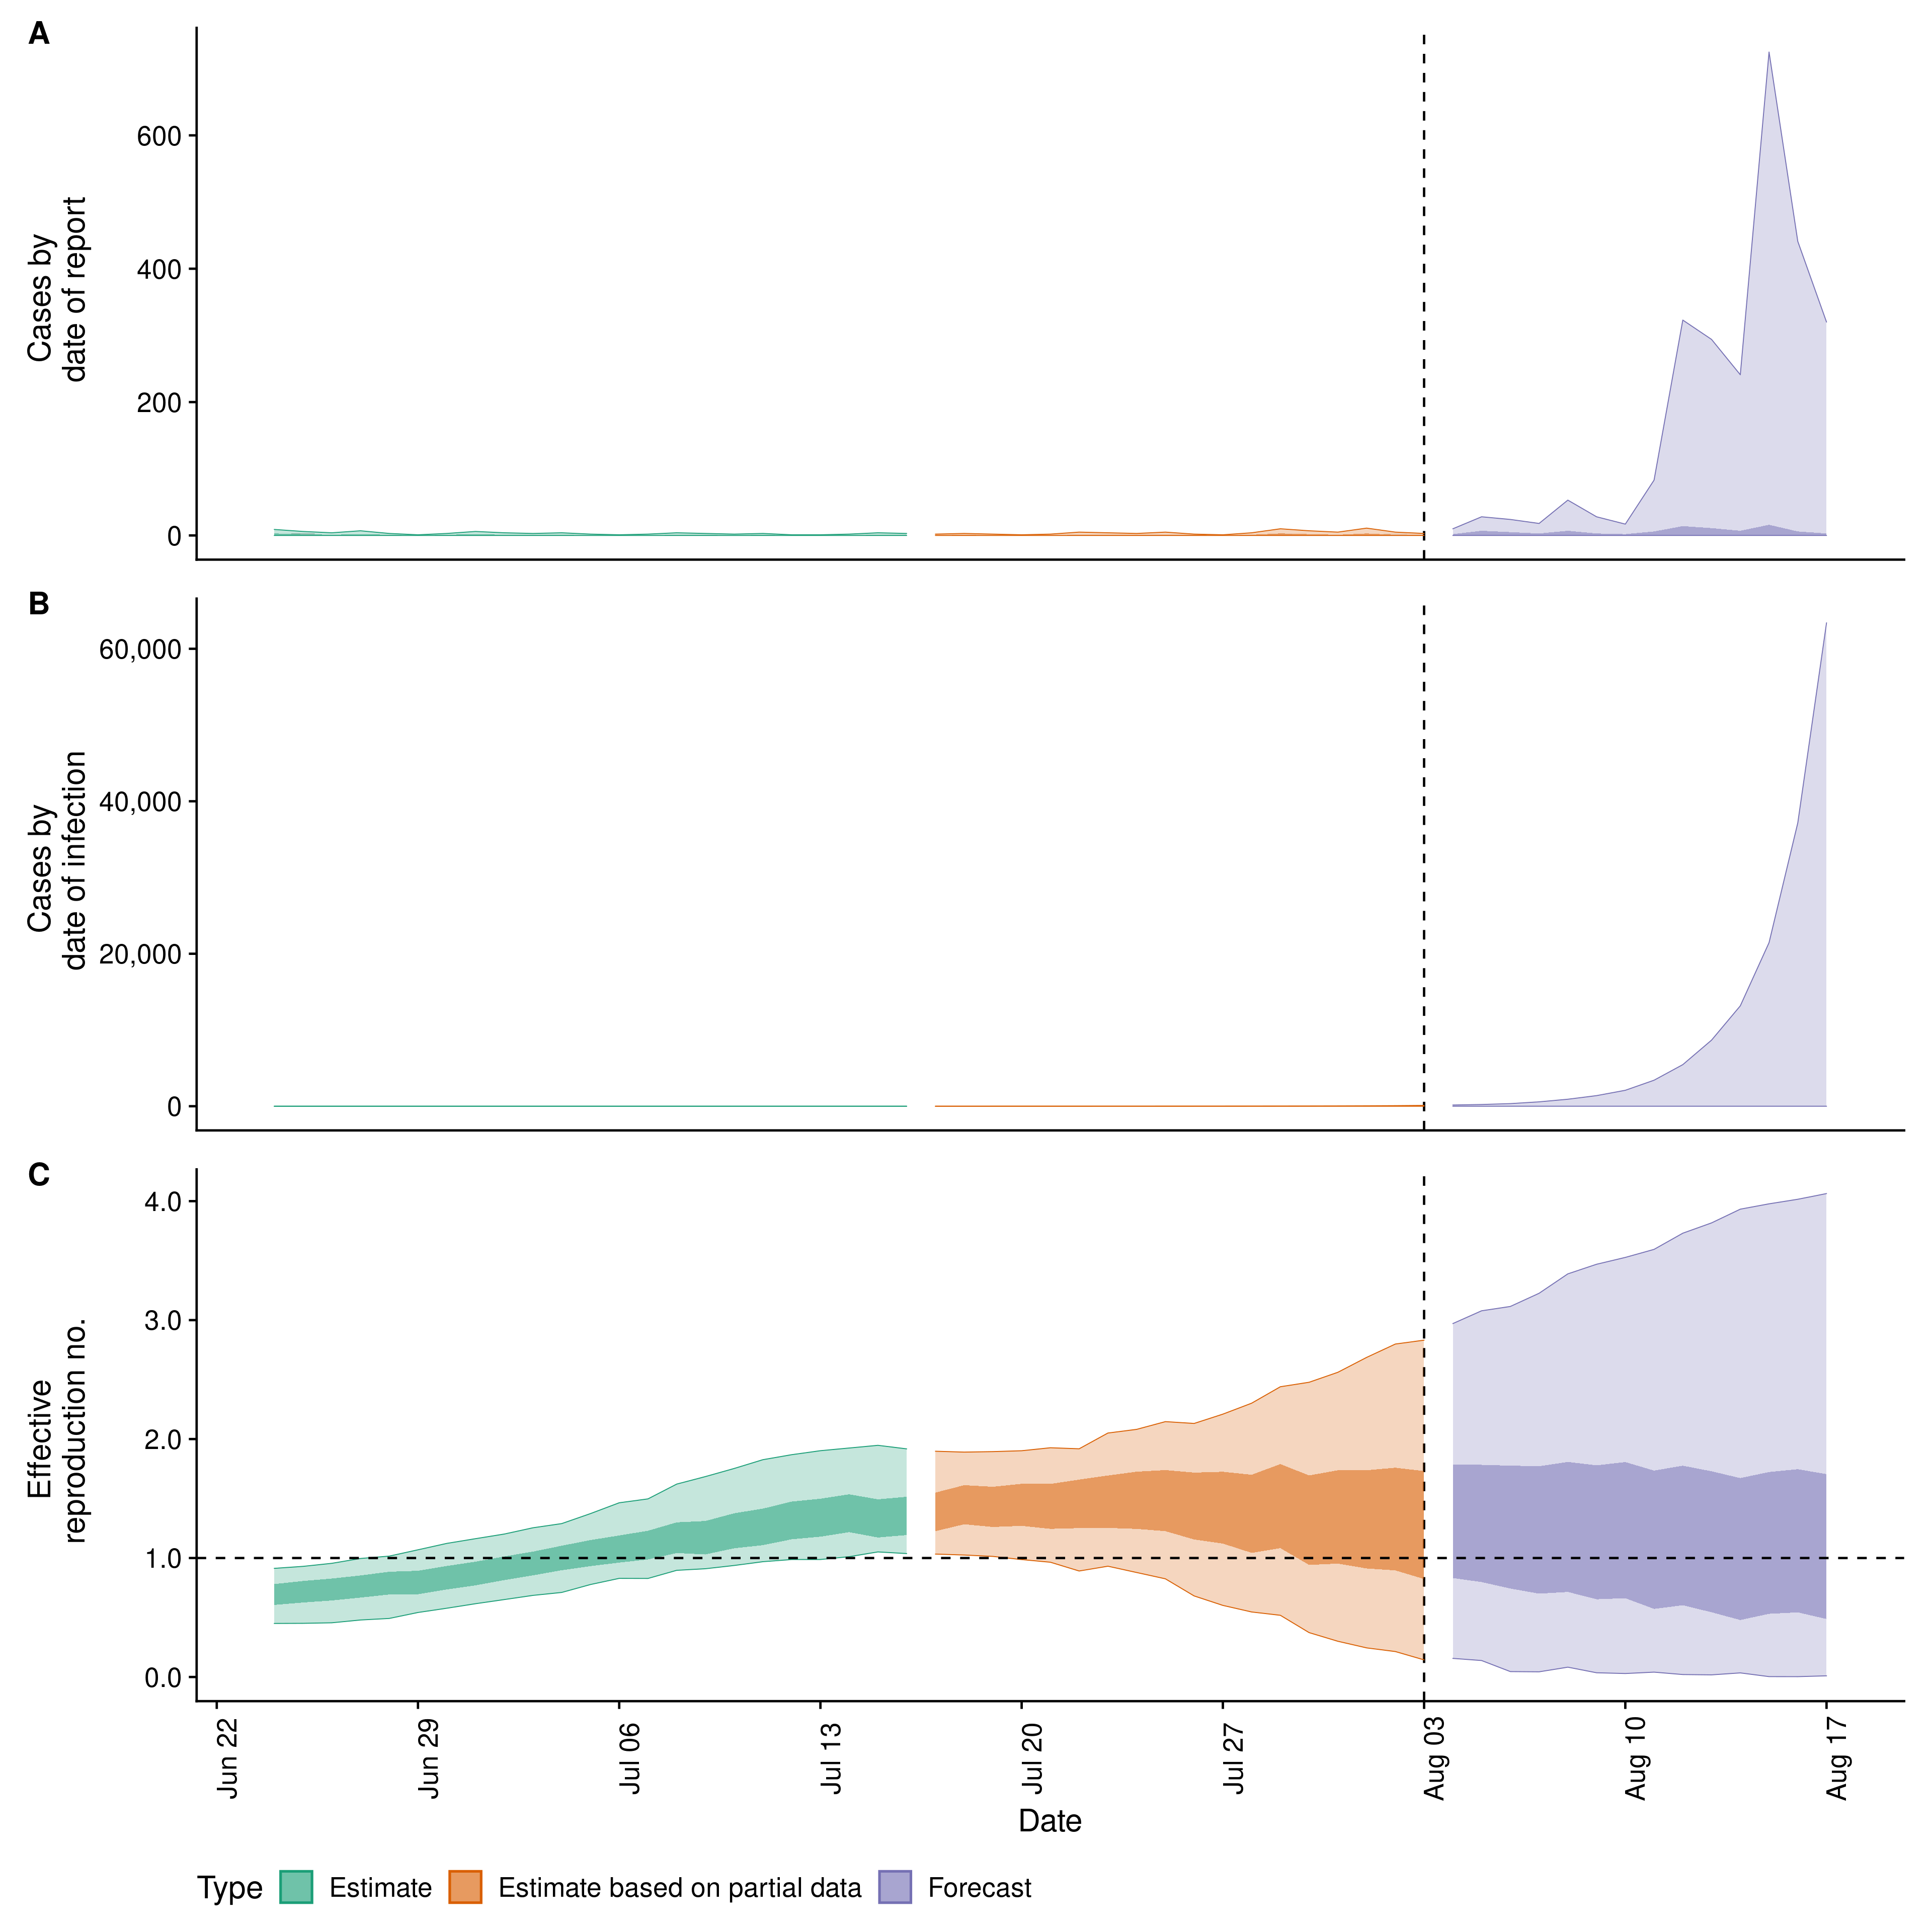 A
Cases by
date of report
600
400
200
0
B
Cases by
date of infection
60,000
40,000
20,000
0
C
Effective
reproduction no.
4.0
3.0
2.0
1.0
0.0
Jun 22
Jun 29
Jul 06
Jul 13
Jul 20
Jul 27
Aug 03
Aug 10
Aug 17
Date
Type Estimate Estimate based on partial data Forecast